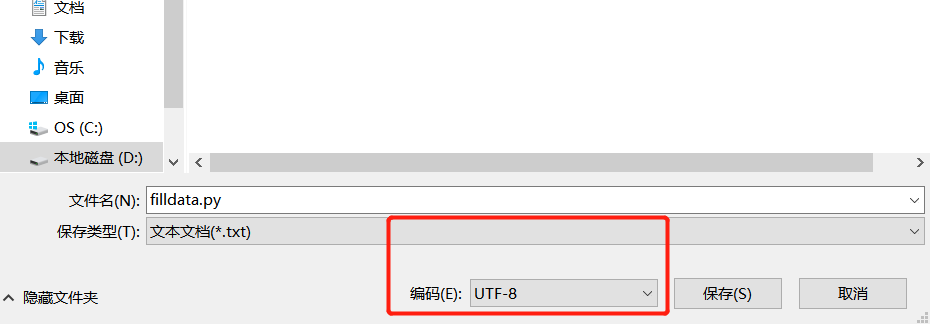 文档
下载
音乐
桌面
OS (C:)
本地磁盘 (D:)
文件名(N): filldata.py
保存类型(T): 文本文档(*.txt)
隐藏文件夹 编码(E): UTF-8 保存(S) 取消